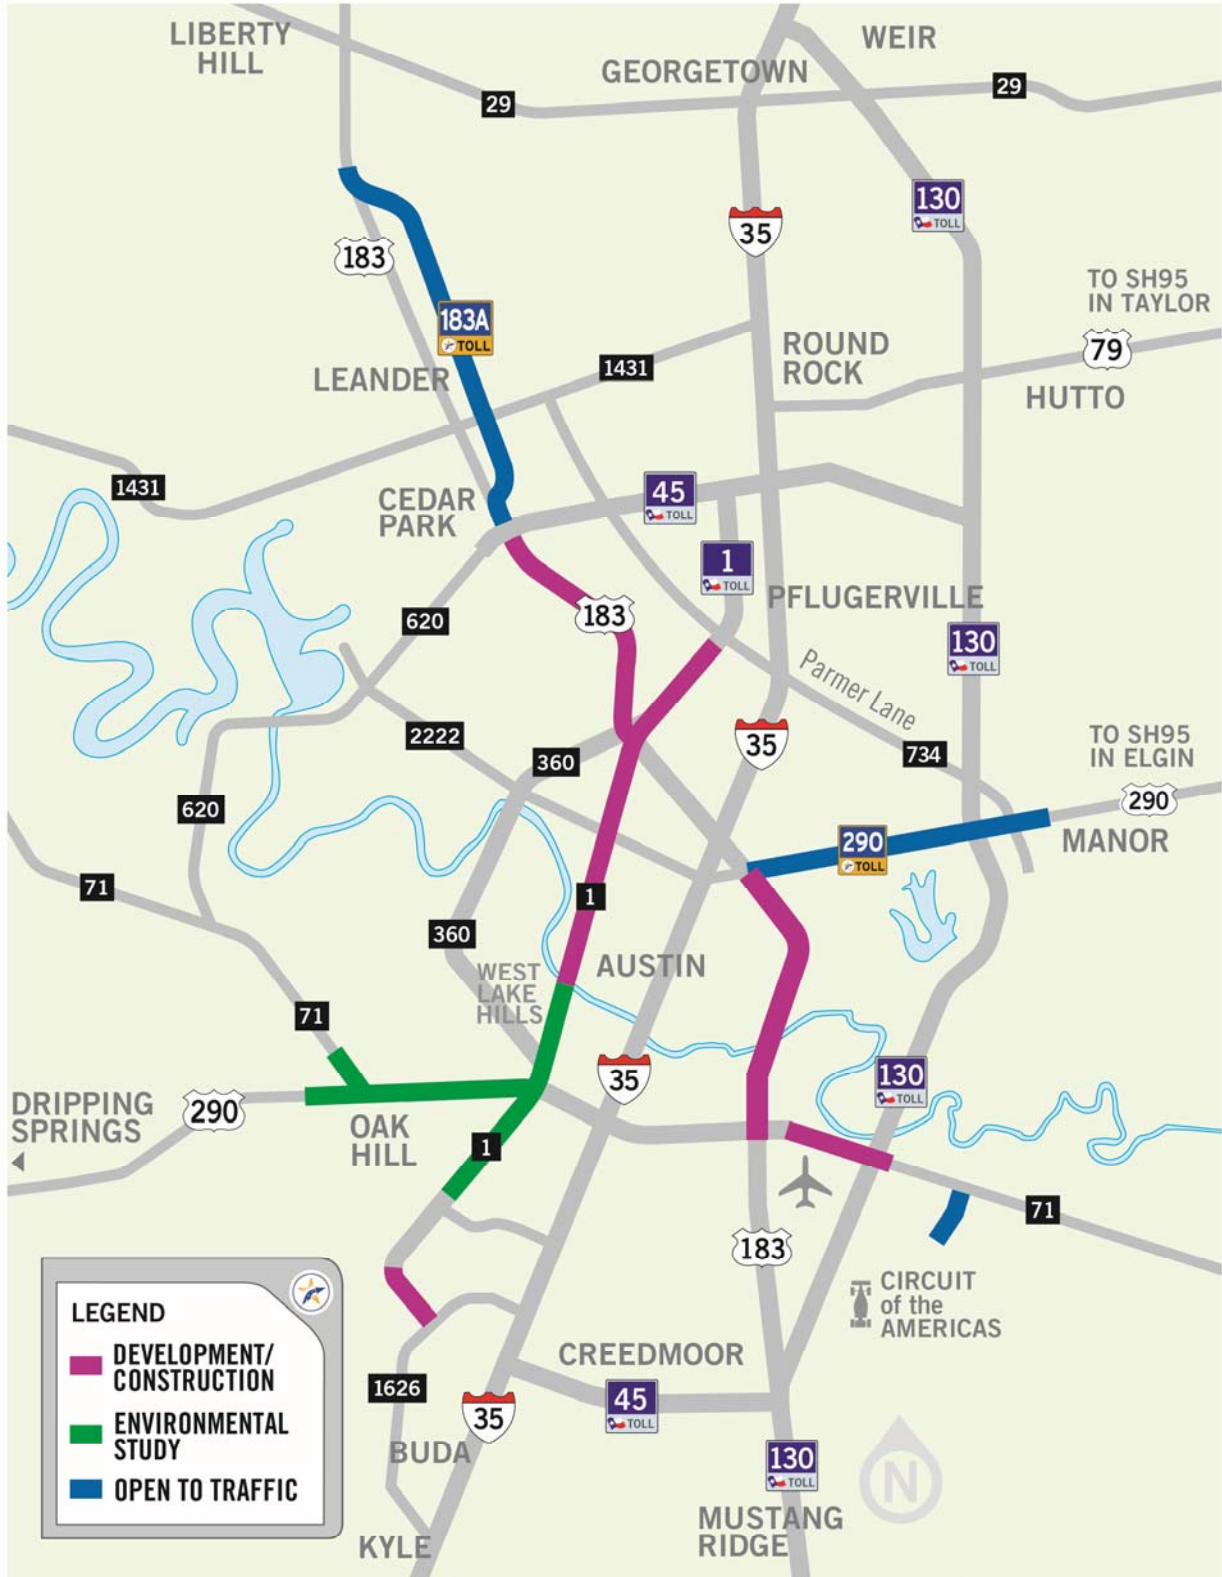 LIBERTY
HILL
WEIR
GEORGETOWN
29
29
130
TOLL
35
183
TO SH95
IN TAYLOR
183A
TOLL
79
ROUND
ROCK
1431
LEANDER
HUTTO
1431
45
TOLL
CEDAR
PARK
1
TOLL
PFLUGERVILLE
183
620
130
TOLL
Parmer Lane
2222
35
734
TO SH95
IN ELGIN
360
290
620
290
TOLL
MANOR
71
1
360
AUSTIN
WEST
LAKE
HILLS
71
35
130
TOLL
DRIPPING
SPRINGS
290
OAK
HILL
1
71
183
CIRCUIT
of the
AMERICAS
LEGEND
DEVELOPMENT/
CONSTRUCTION
ENVIRONMENTAL
STUDY
OPEN TO TRAFFIC
CREEDMOOR
1626
45
TOLL
35
BUDA
130
TOLL
N
MUSTANG
RIDGE
KYLE